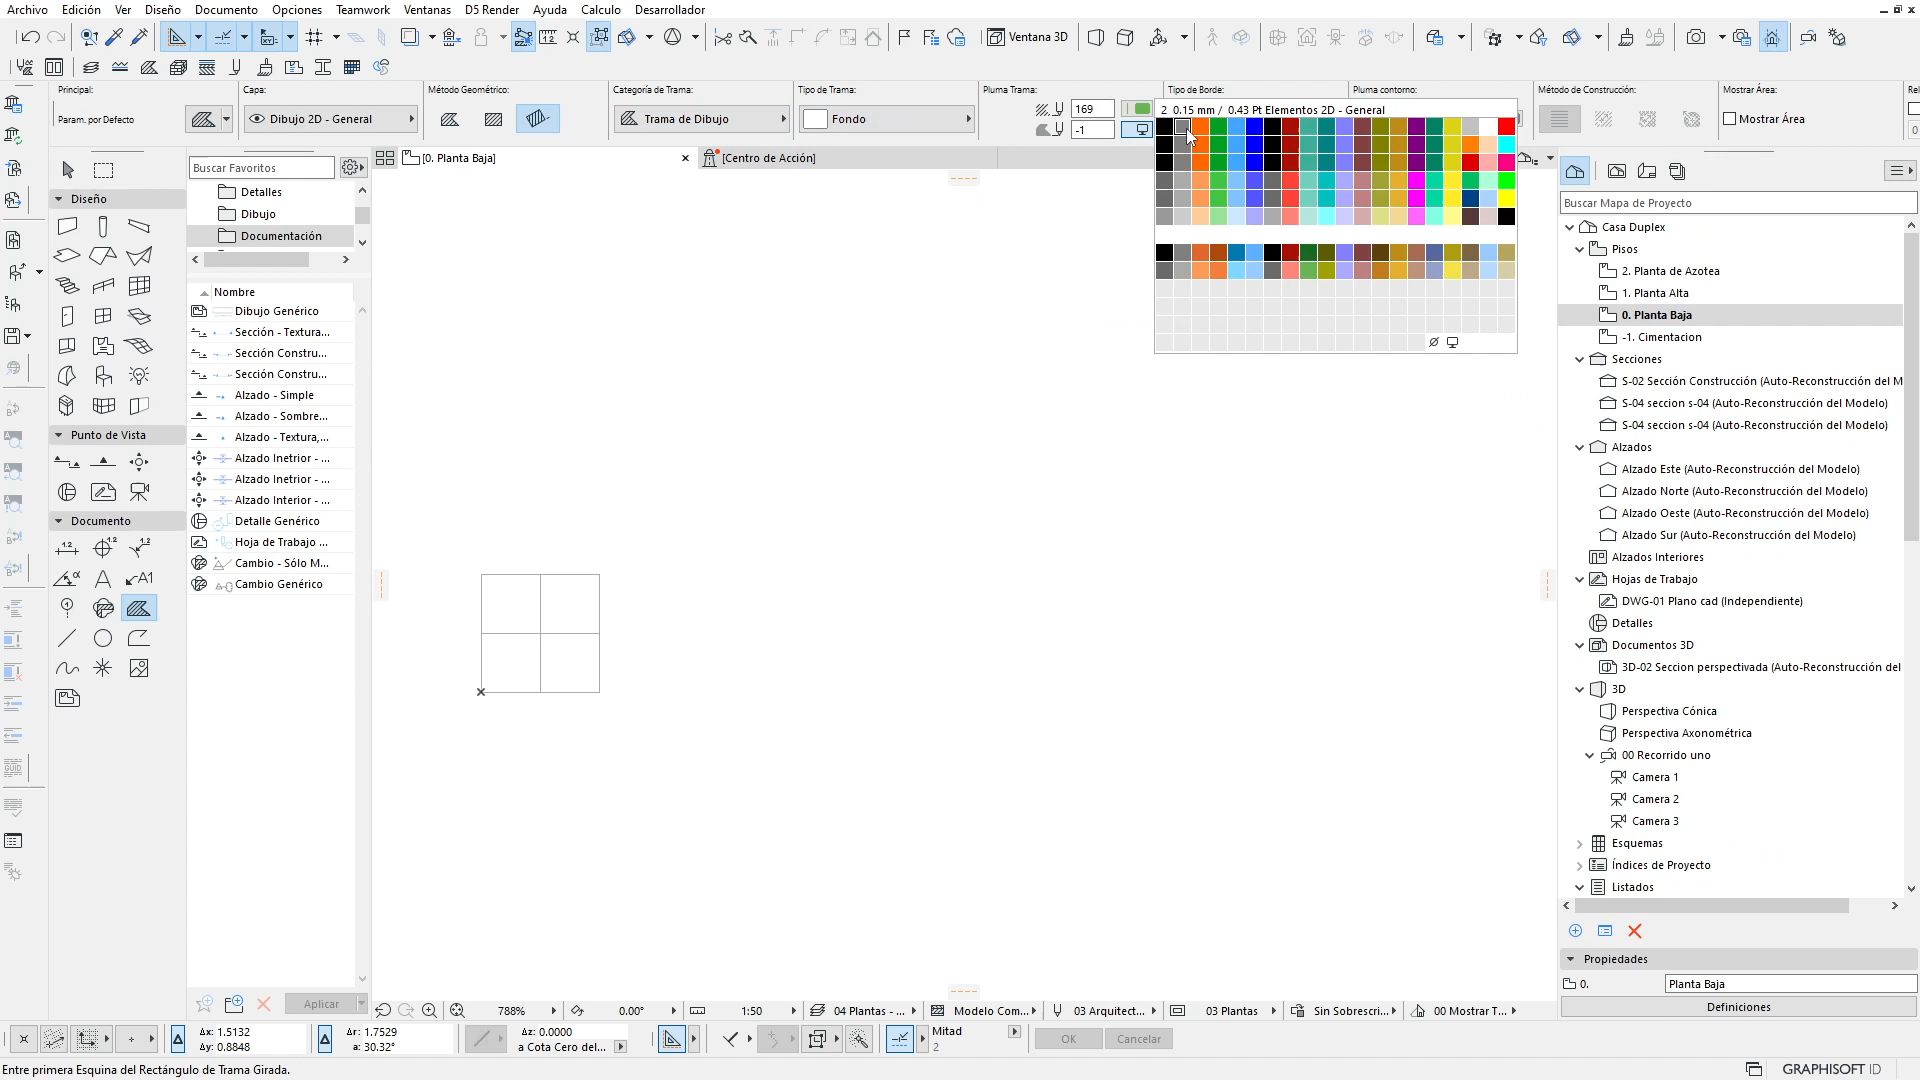 Archivo Edición Ver Diseño Documento Opciones Teamwork Ventanas D5 Render Ayuda Calculo Desarrollador
Ventana 3D
Principal: Capa: Método Geométrico: Categoría de Trama: Tipo de Trama: Pluma Trama: Tipo de Borde: Pluma contorno: Método de Construcción: Mostrar Área: Rel
Param. por Defecto
Dibujo 2D - General
Trama de Dibujo
Fondo
169
-1
2 0.15 mm / 0.43 Pt Elementos 2D - General
Mostrar Área
[0. Planta Baja]
[Centro de Acción]
Buscar Favoritos
Detalles
Dibujo
Documentación
Nombre
Dibujo Genérico
Sección - Textura...
Sección Constru...
Sección Constru...
Alzado - Simple
Alzado - Sombre...
Alzado - Textura,...
Alzado Inetrior - ...
Alzado Inetrior - ...
Alzado Interior - ...
Detalle Genérico
Hoja de Trabajo ...
Cambio - Sólo M...
Cambio Genérico
Aplicar
Diseño
Punto de Vista
Documento
1.2
1.2
1.2
A1
GUID
Buscar Mapa de Proyecto
Casa Duplex
Pisos
2. Planta de Azotea
1. Planta Alta
0. Planta Baja
-1. Cimentacion
Secciones
S-02 Sección Construcción (Auto-Reconstrucción del M
S-04 seccion s-04 (Auto-Reconstrucción del Modelo)
S-04 seccion s-04 (Auto-Reconstrucción del Modelo)
Alzados
Alzado Este (Auto-Reconstrucción del Modelo)
Alzado Norte (Auto-Reconstrucción del Modelo)
Alzado Oeste (Auto-Reconstrucción del Modelo)
Alzado Sur (Auto-Reconstrucción del Modelo)
Alzados Interiores
Hojas de Trabajo
DWG-01 Plano cad (Independiente)
Detalles
Documentos 3D
3D-02 Seccion perspectivada (Auto-Reconstrucción del
3D
Perspectiva Cónica
Perspectiva Axonométrica
00 Recorrido uno
Camera 1
Camera 2
Camera 3
Esquemas
Índices de Proyecto
Listados
Propiedades
0.
Planta Baja
Definiciones
788% 0.00° 1:50 04 Plantas - ... Modelo Com... 03 Arquitect... 03 Plantas Sin Sobrescri... 00 Mostrar T...
Δx: 1.5132
Δy: 0.8848
Δr: 1.7529
a: 30.32°
Δz: 0.0000
a Cota Cero del...
Mitad
2
OK
Cancelar
Entre primera Esquina del Rectángulo de Trama Girada.
GRAPHISOFT ID